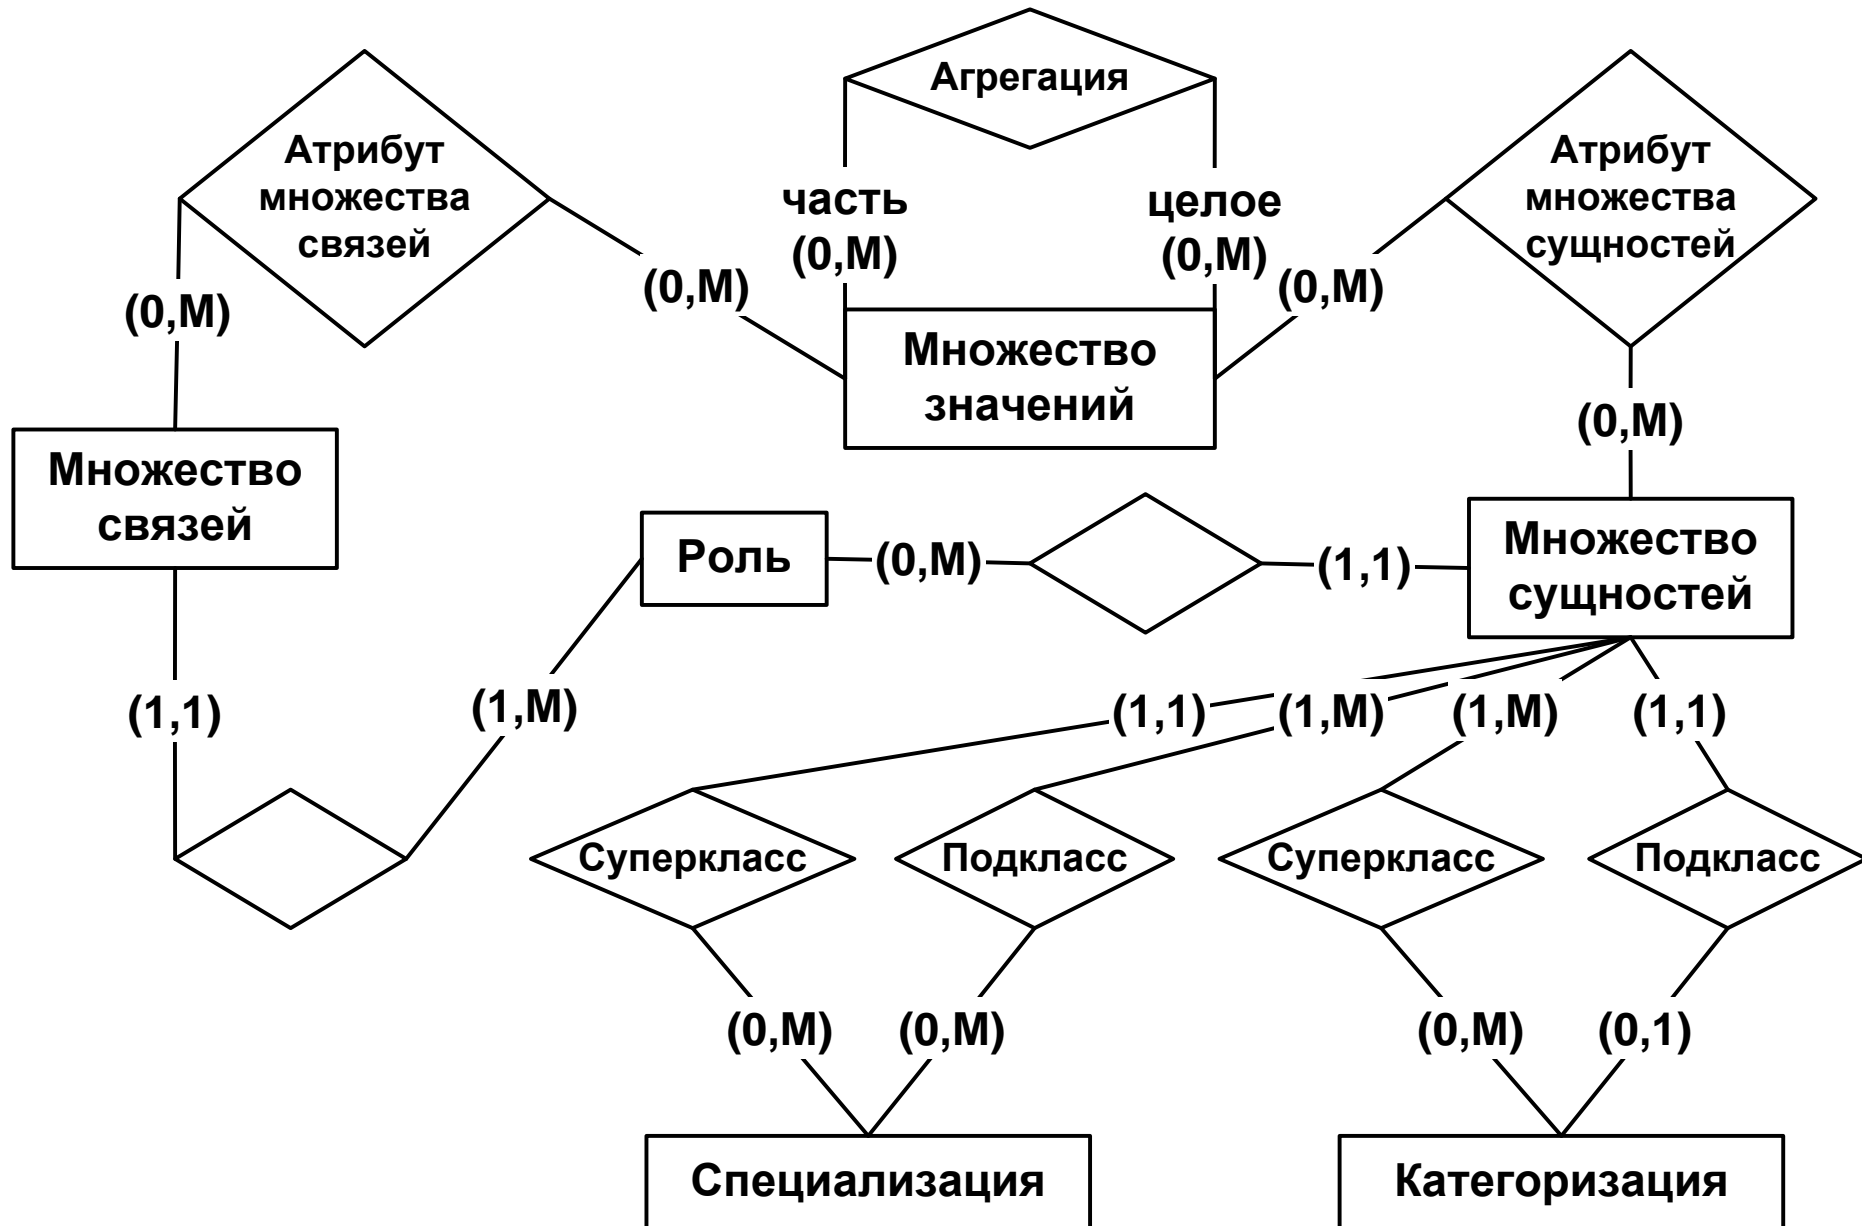 Агрегация
Атрибут
множества
связей
Атрибут
множества
сущностей
часть
(0,М)
целое
(0,М)
(0,М)
(0,М)
(0,М)
Множество
значений
(0,М)
Множество
связей
Роль
(0,М)
(1,1)
Множество
сущностей
(1,1)
(1,М)
(1,1)
(1,М)
(1,М)
(1,1)
Суперкласс
Подкласс
Суперкласс
Подкласс
(0,М)
(0,М)
(0,М)
(0,1)
Специализация
Категоризация